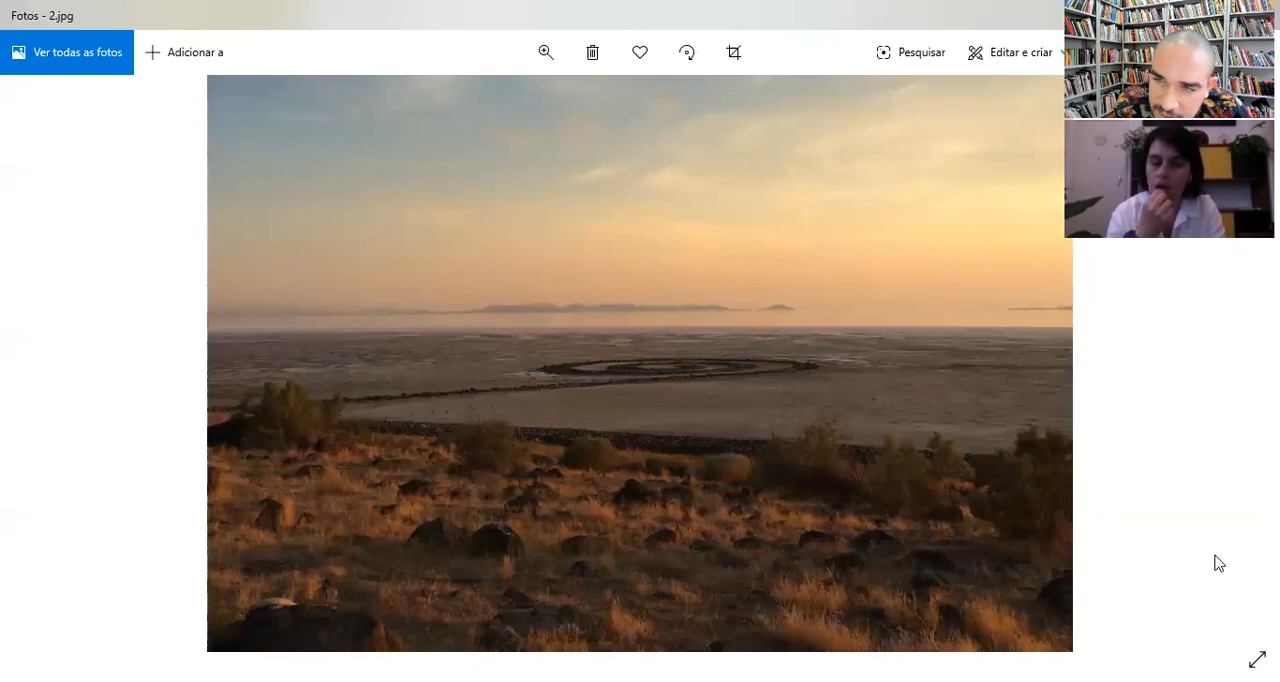 Fotos - 2.jpg
Ver todas as fotos
Adicionar a
Pesquisar
Editar e criar